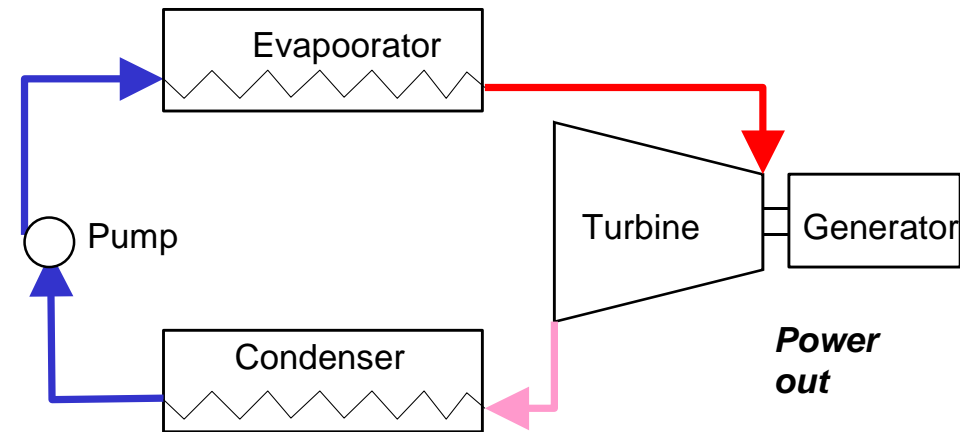 Evapoorator
Pump
Turbine
Generator
Condenser
Power
out